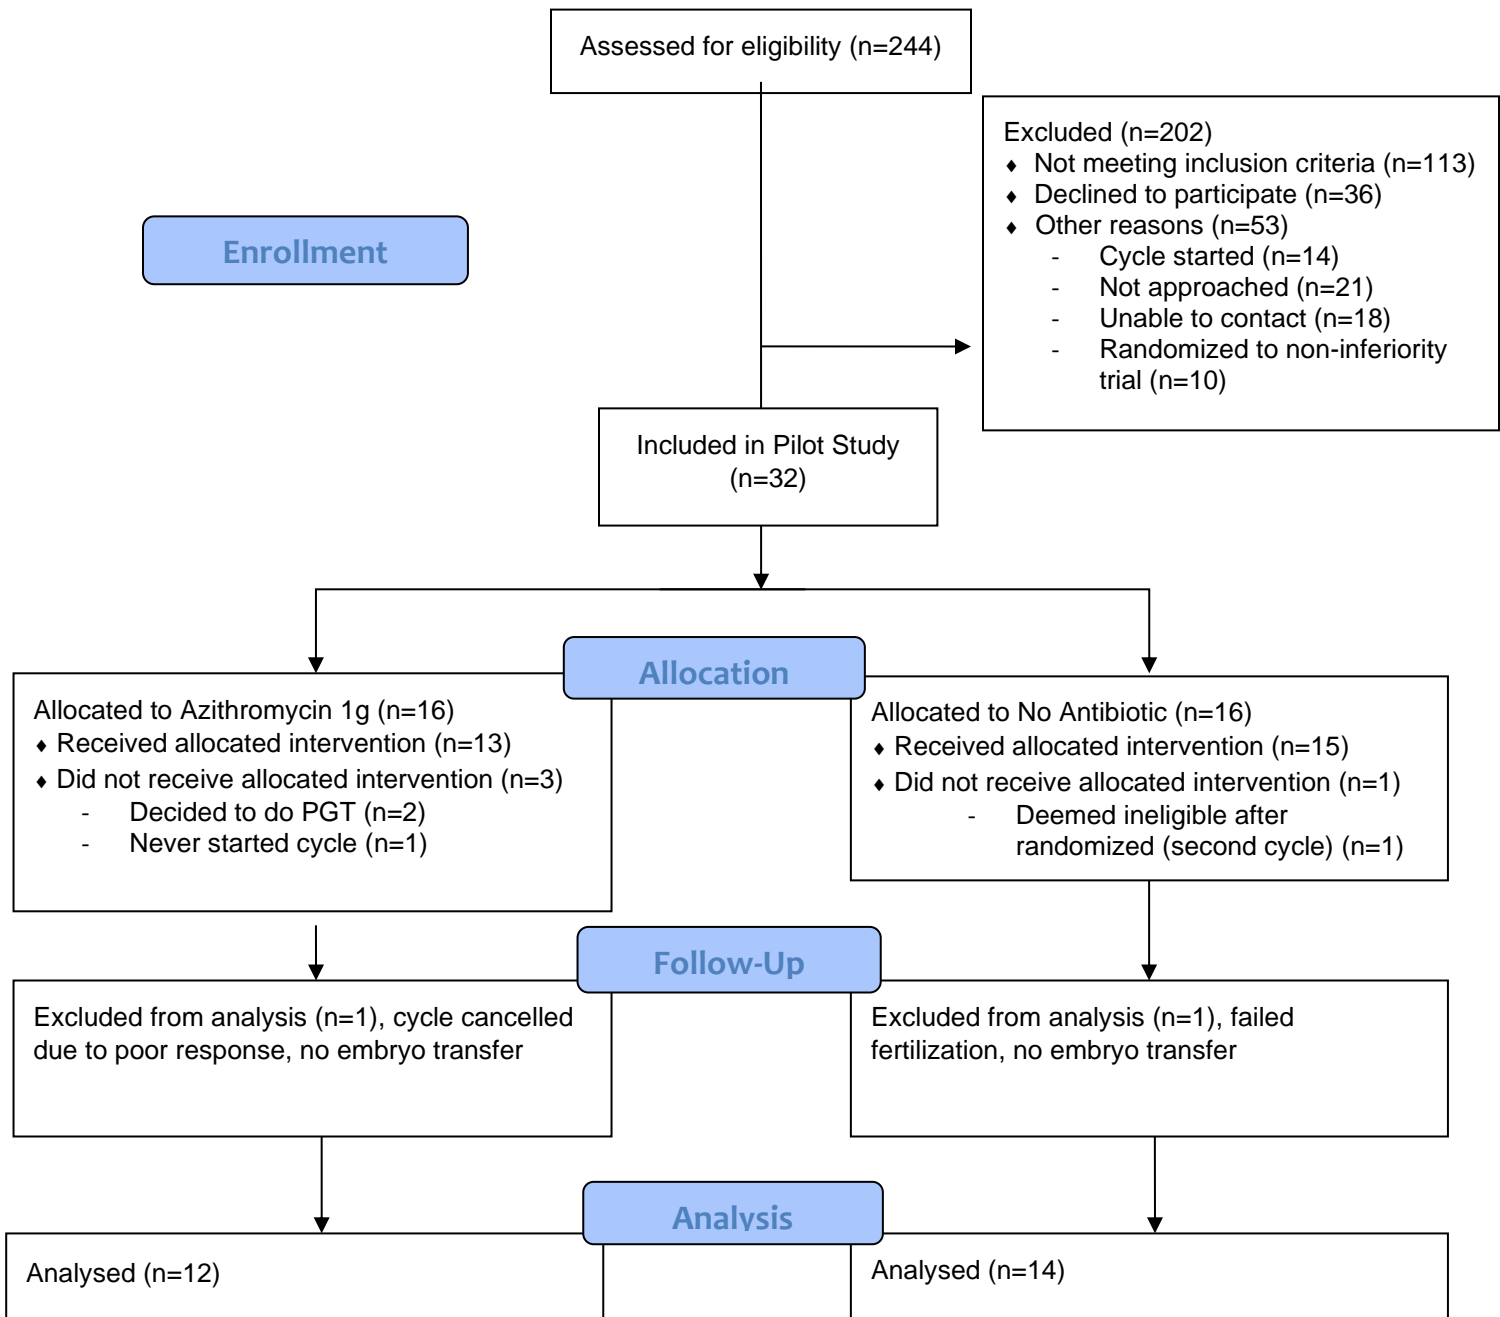 Assessed for eligibility (n=244)
Excluded (n=202)
♦ Not meeting inclusion criteria (n=113)
♦ Declined to participate (n=36)
♦ Other reasons (n=53)
- Cycle started (n=14)
- Not approached (n=21)
- Unable to contact (n=18)
- Randomized to non-inferiority
trial (n=10)
Enrollment
Included in Pilot Study
(n=32)
Allocation
Allocated to Azithromycin 1g (n=16)
♦ Received allocated intervention (n=13)
♦ Did not receive allocated intervention (n=3)
- Decided to do PGT (n=2)
- Never started cycle (n=1)
Allocated to No Antibiotic (n=16)
♦ Received allocated intervention (n=15)
♦ Did not receive allocated intervention (n=1)
- Deemed ineligible after
randomized (second cycle) (n=1)
Follow-Up
Excluded from analysis (n=1), cycle cancelled
due to poor response, no embryo transfer
Excluded from analysis (n=1), failed
fertilization, no embryo transfer
Analysis
Analysed (n=12)
Analysed (n=14)